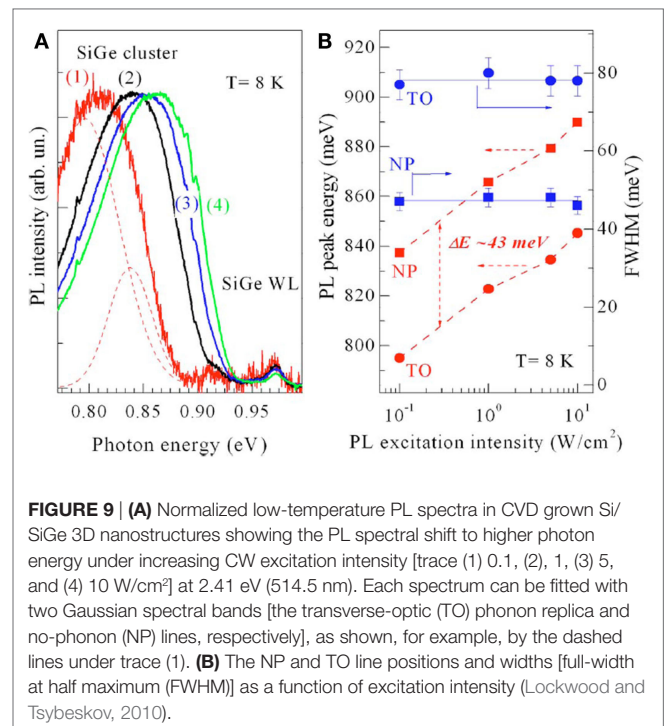 A
B
SiGe cluster
(1)
(2)
T= 8 K
(3)
(4)
SiGe WL
PL intensity (arb. un.)
0.80 0.85 0.90 0.95
Photon energy (eV)
920
900
880
860
840
820
800
PL peak energy (meV)
TO
NP
NP
TO
ΔE ~43 meV
T= 8 K
100
80
60
40
20
0
FWHM (meV)
10⁻¹ 10⁰ 10¹
PL excitation intensity (W/cm²)
FIGURE 9 | (A) Normalized low-temperature PL spectra in CVD grown Si/
SiGe 3D nanostructures showing the PL spectral shift to higher photon
energy under increasing CW excitation intensity [trace (1) 0.1, (2), 1, (3) 5,
and (4) 10 W/cm²] at 2.41 eV (514.5 nm). Each spectrum can be fitted with
two Gaussian spectral bands [the transverse-optic (TO) phonon replica and
no-phonon (NP) lines, respectively], as shown, for example, by the dashed
lines under trace (1). (B) The NP and TO line positions and widths [full-width
at half maximum (FWHM)] as a function of excitation intensity (Lockwood and
Tsybeskov, 2010).